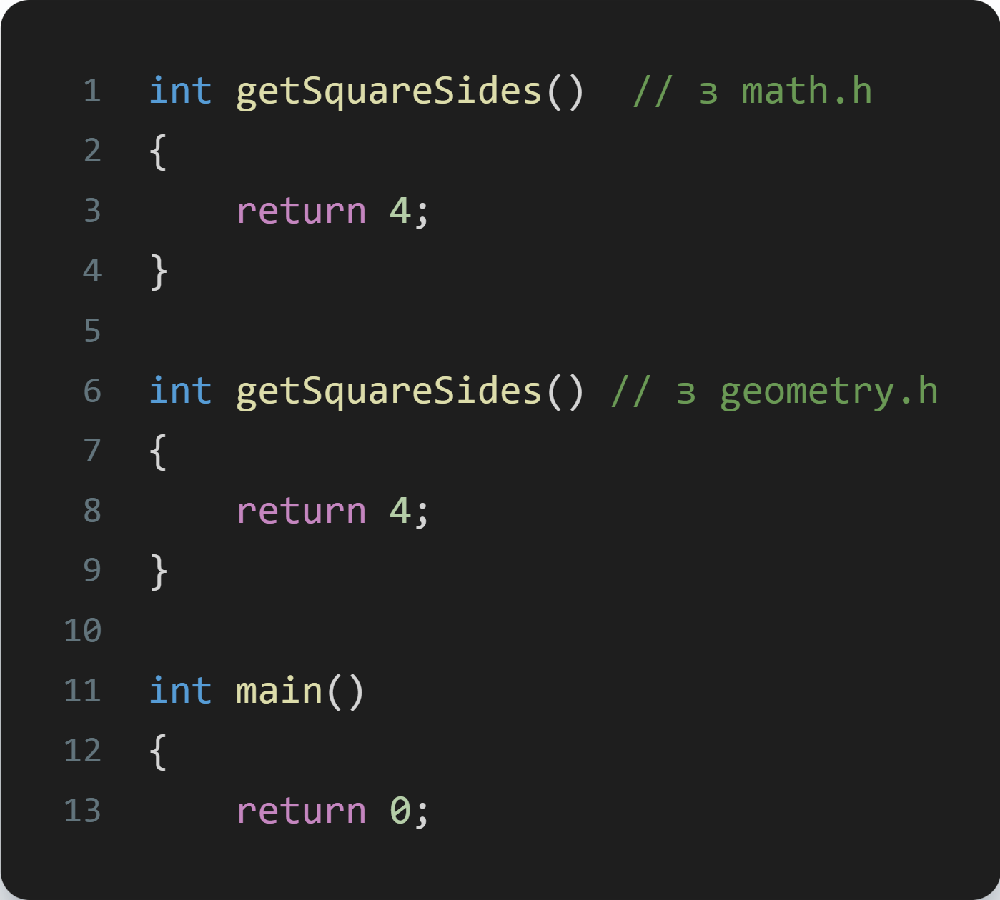 1 int getSquareSides()  // з math.h
2 {
3     return 4;
4 }
5
6 int getSquareSides() // з geometry.h
7 {
8     return 4;
9 }
10
11 int main()
12 {
13     return 0;